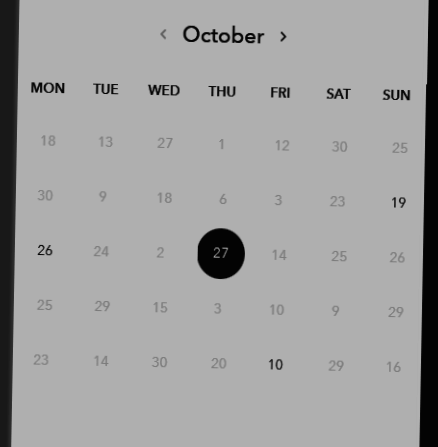 ‹ October ›
MON TUE WED THU FRI SAT SUN
18 13 27 1 12 30 25
30 9 18 6 3 23 19
26 24 2 27 14 25 26
25 29 15 3 10 9 29
23 14 30 20 10 29 16